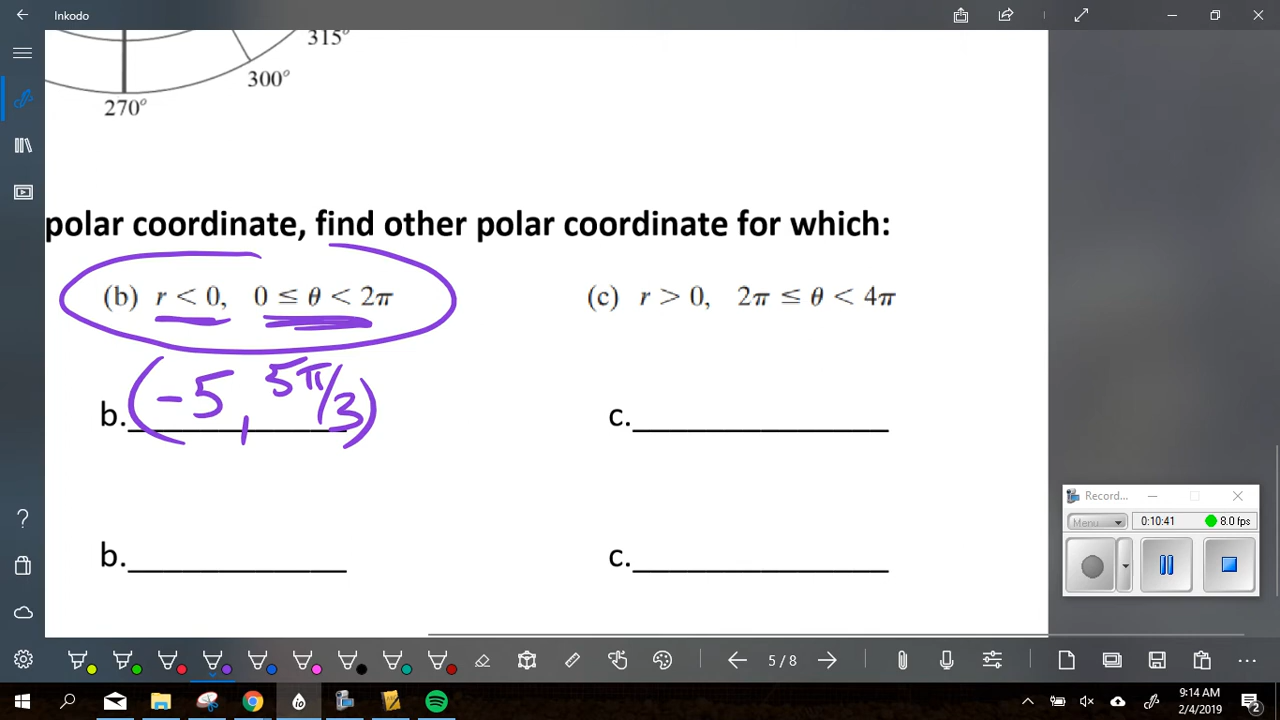 Inkodo
315°
300°
270°
polar coordinate, find other polar coordinate for which:
(b) r < 0, 0 ≤ θ < 2π
(c) r > 0, 2π ≤ θ < 4π
b. (-5, 5π/3)
c.
b.
c.
Record...
Menu
0:10:41
8.0 fps
5 / 8
9:14 AM
2/4/2019
2